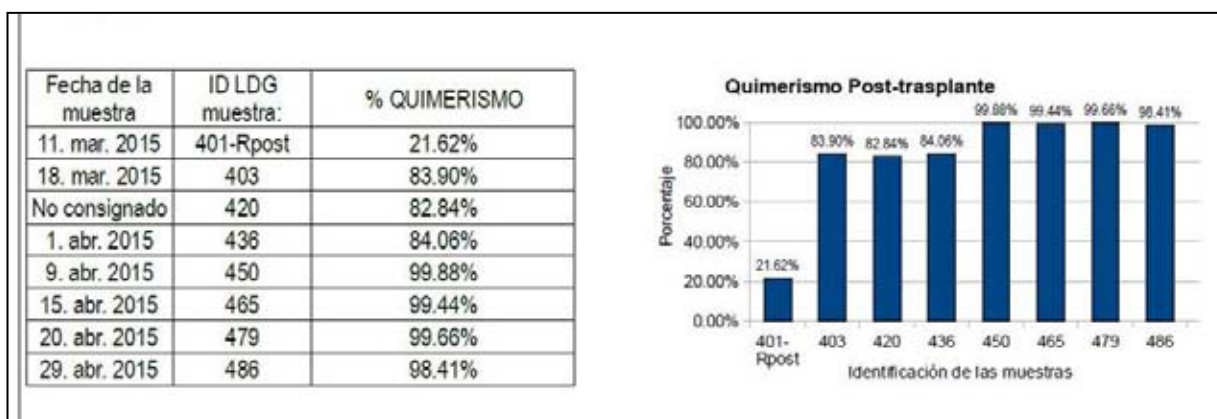 Fecha de la muestra ID LDG muestra: % QUIMERISMO
11. mar. 2015 401-Rpost 21.62%
18. mar. 2015 403 83.90%
No consignado 420 82.84%
1. abr. 2015 436 84.06%
9. abr. 2015 450 99.88%
15. abr. 2015 465 99.44%
20. abr. 2015 479 99.66%
29. abr. 2015 486 98.41%
Quimerismo Post-trasplante
99.88% 99.44% 99.66% 98.41%
100.00%
83.90% 82.84% 84.06%
80.00%
60.00%
40.00%
21.62%
20.00%
0.00%
Porcentaje
401-Rpost 403 420 436 450 465 479 486
Identificación de las muestras